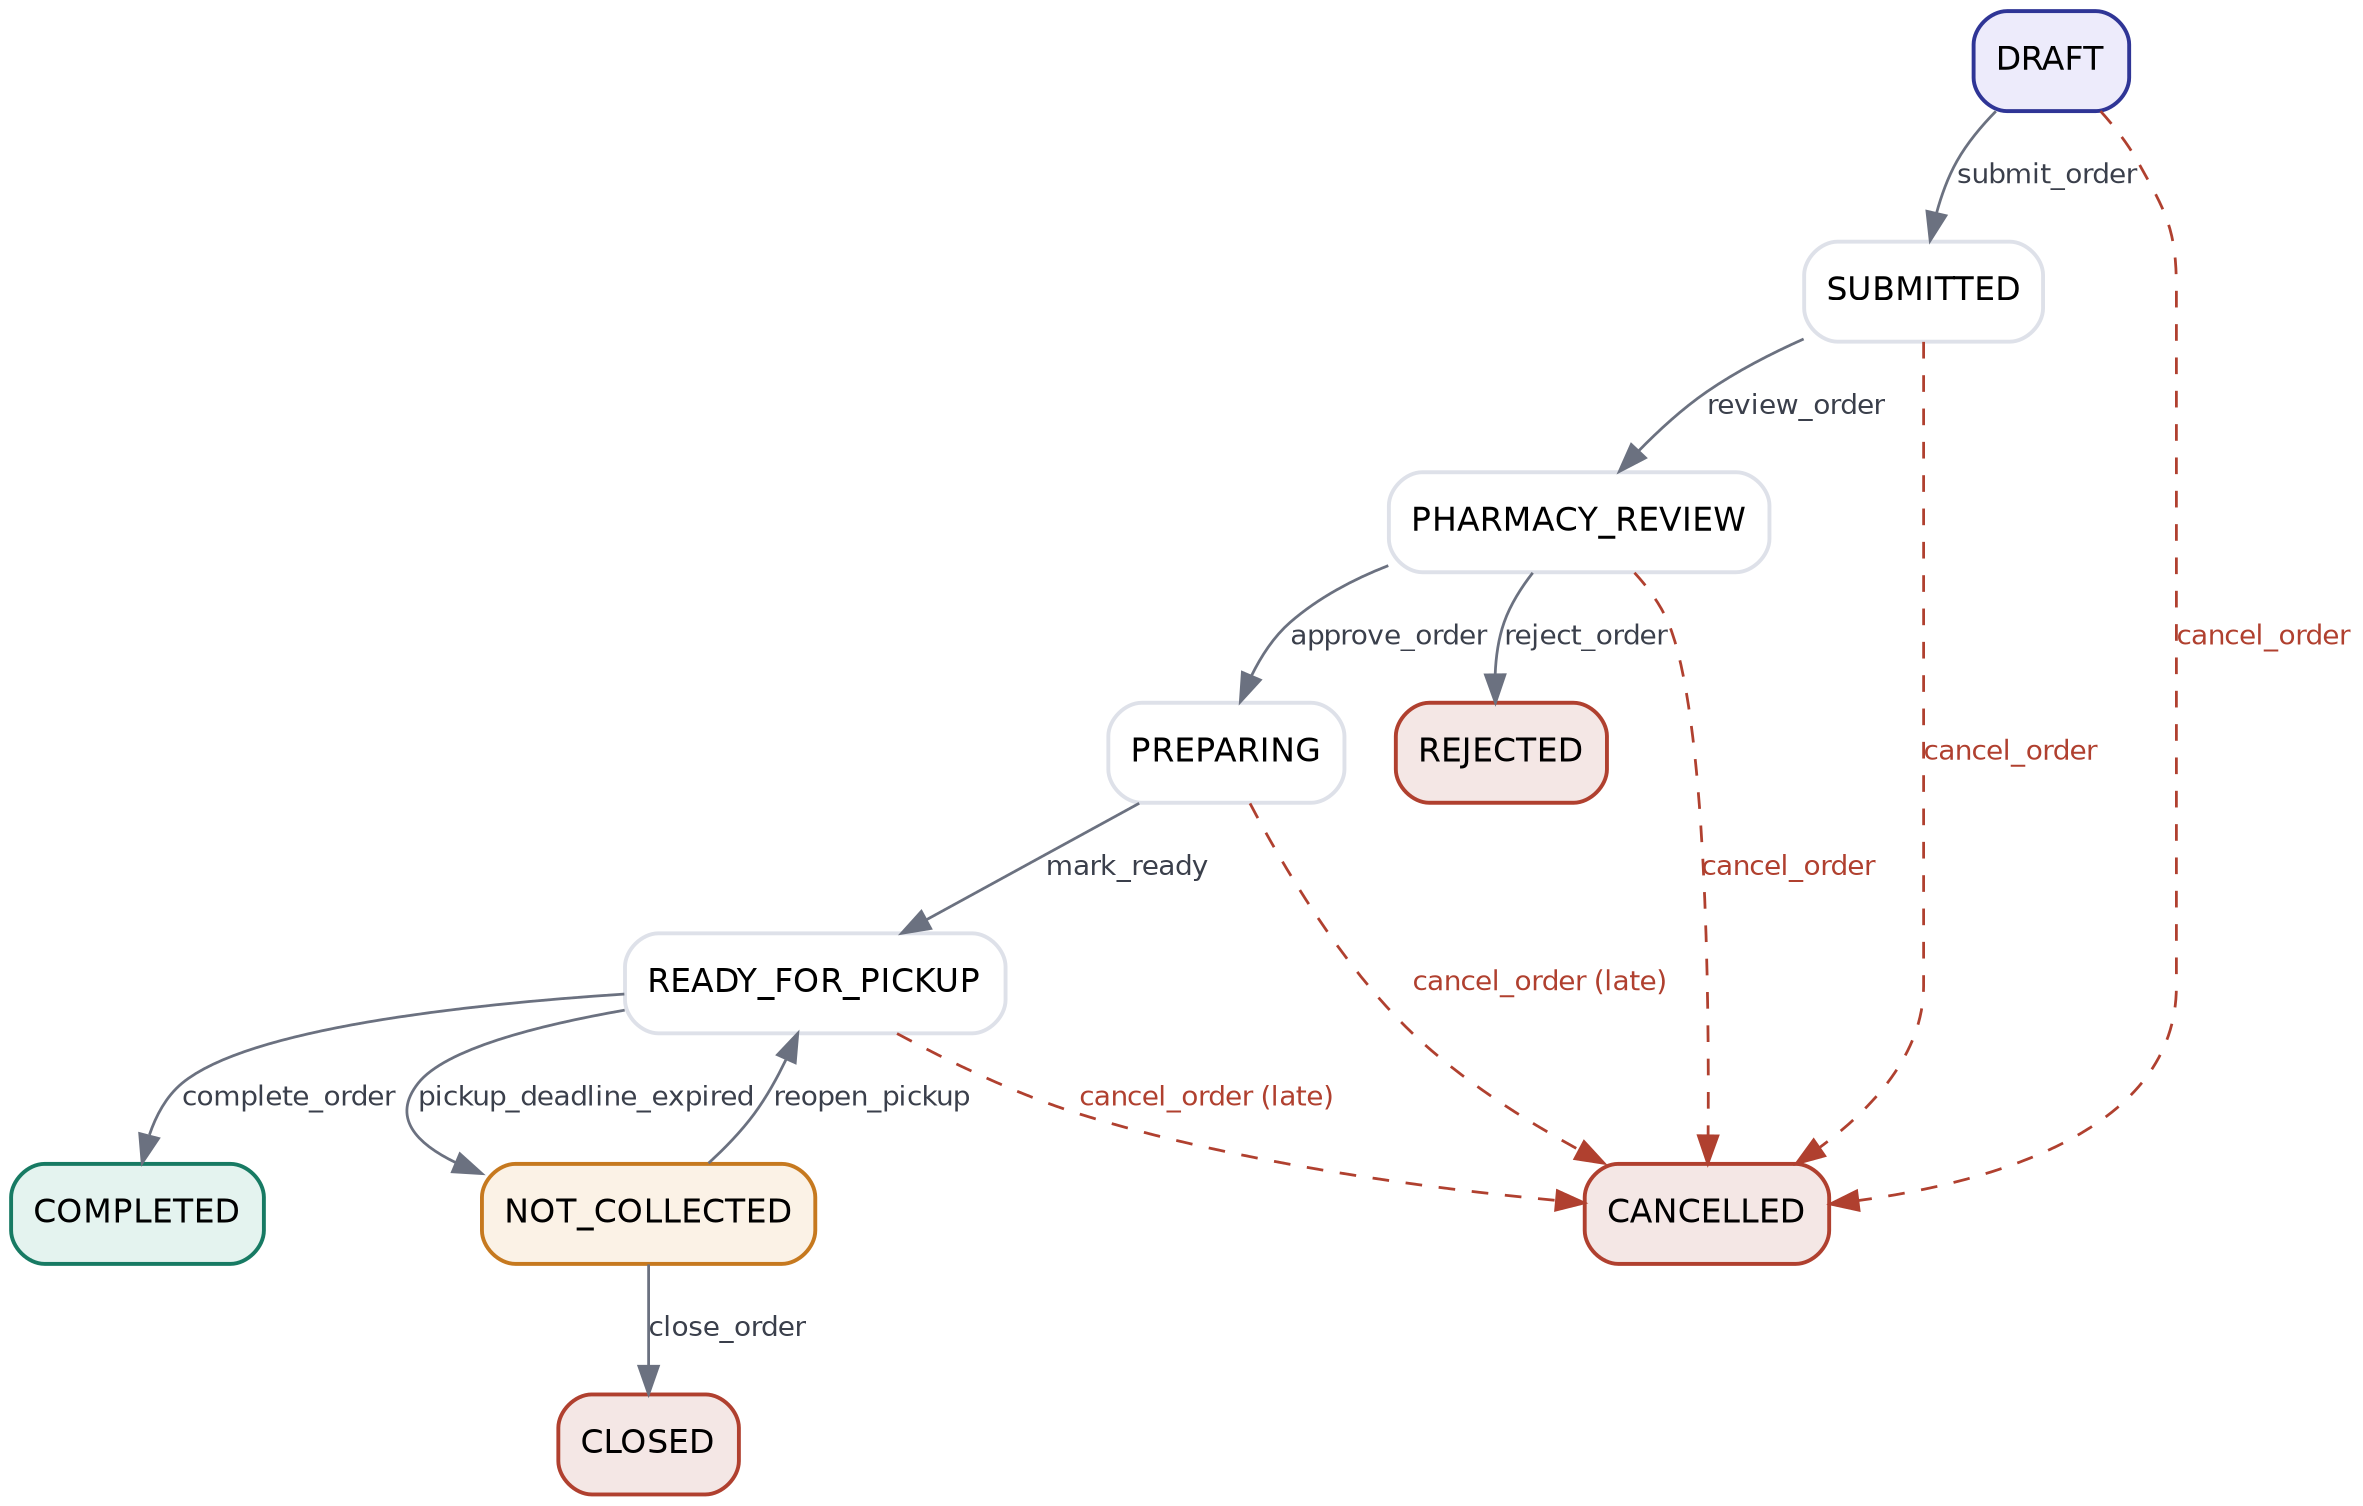 DRAFT
submit_order
SUBMITTED
review_order
PHARMACY_REVIEW
approve_order
reject_order
cancel_order
PREPARING
REJECTED
cancel_order
mark_ready
cancel_order
READY_FOR_PICKUP
cancel_order (late)
complete_order
pickup_deadline_expired
reopen_pickup
cancel_order (late)
COMPLETED
NOT_COLLECTED
CANCELLED
close_order
CLOSED